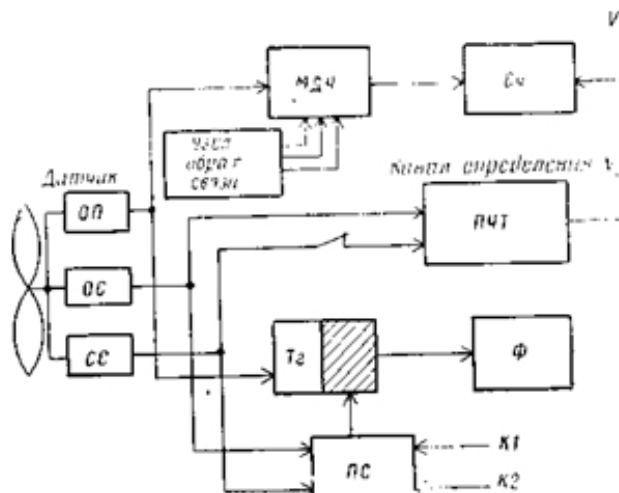 V
МДЧ
Сч
Узел
обрат.
связи
Датчик
Канал определения
ОП
ПЧТ
ОС
СС
Тг
Ф
ПС
К1
К2